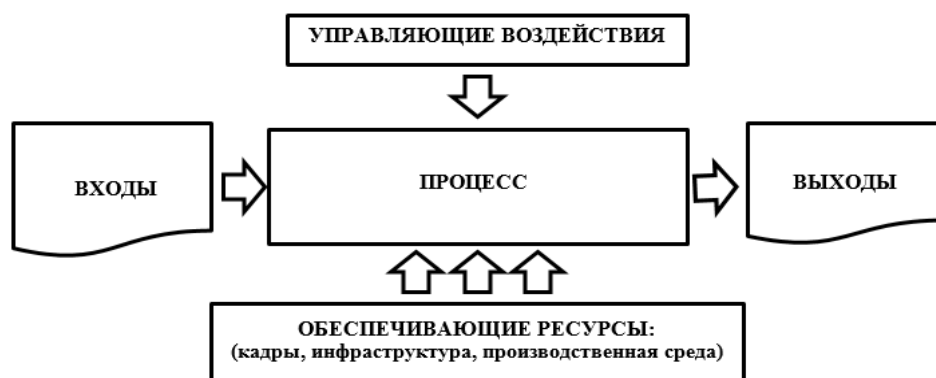 УПРАВЛЯЮЩИЕ ВОЗДЕЙСТВИЯ
ВХОДЫ
ПРОЦЕСС
ВЫХОДЫ
ОБЕСПЕЧИВАЮЩИЕ РЕСУРСЫ:
(кадры, инфраструктура, производственная среда)